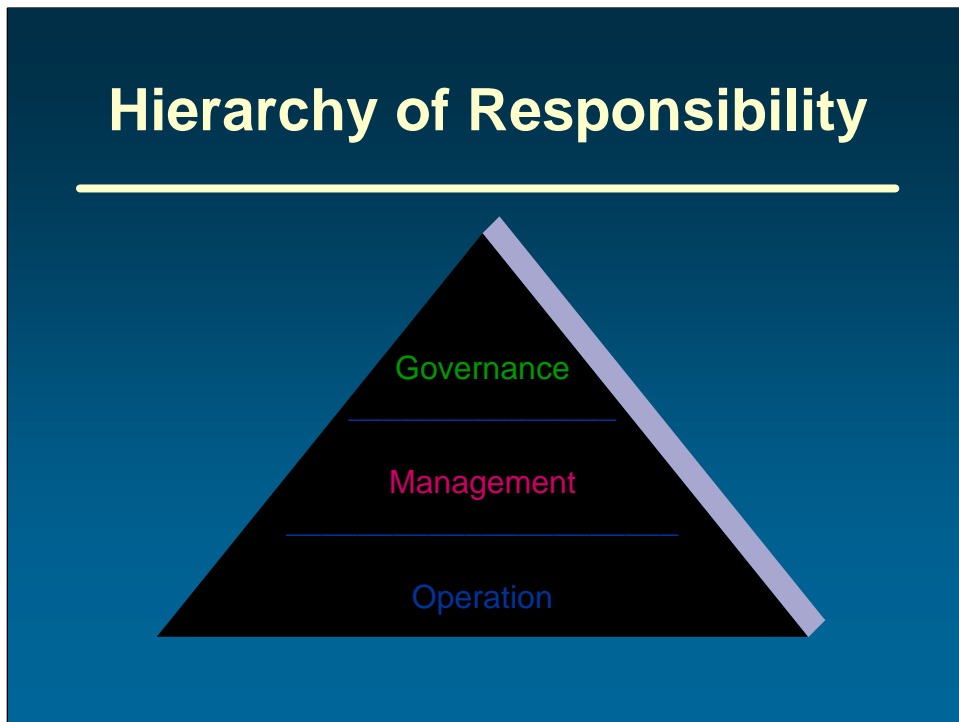 Hierarchy of Responsibility
Governance
Management
Operation